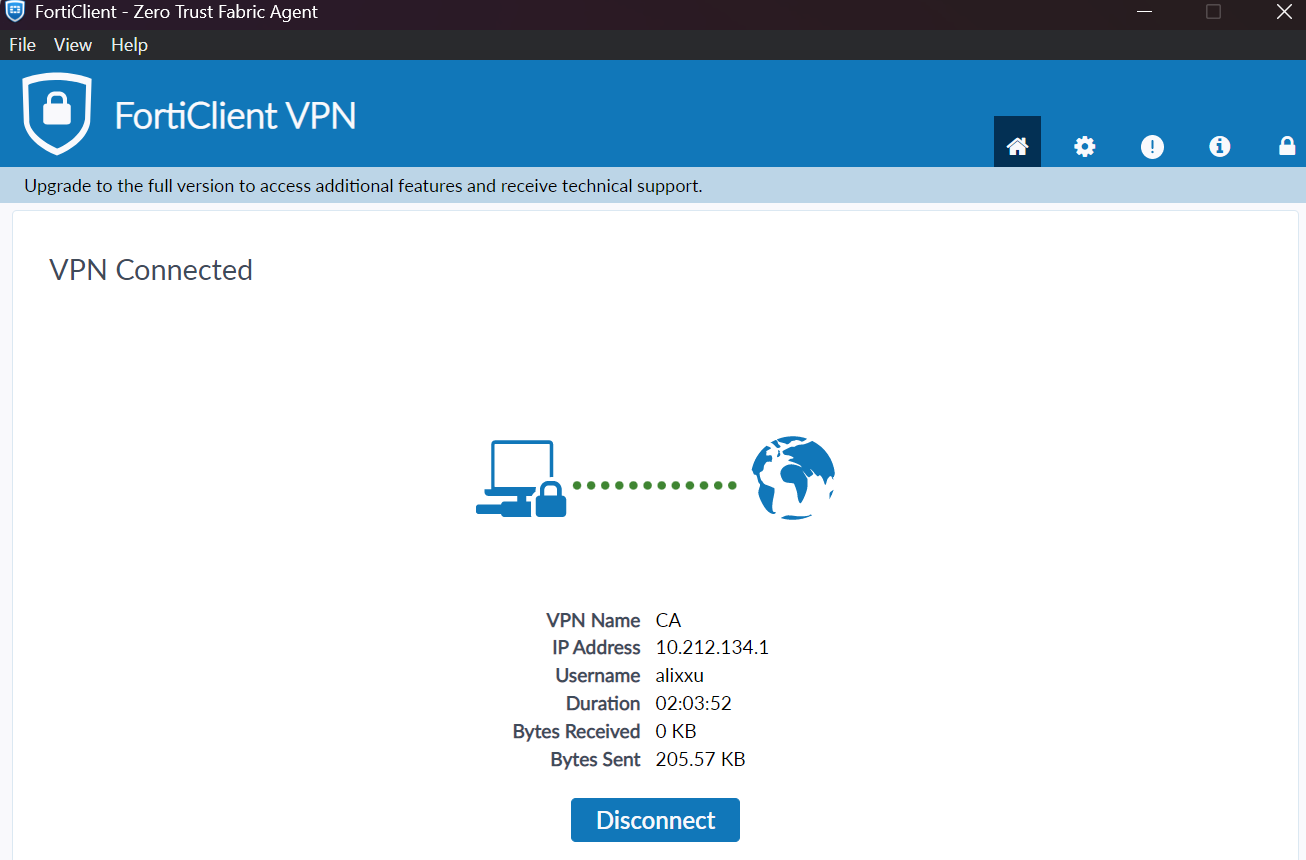 FortiClient - Zero Trust Fabric Agent
File View Help
FortiClient VPN
Upgrade to the full version to access additional features and receive technical support.
VPN Connected
VPN Name CA
IP Address 10.212.134.1
Username alixxu
Duration 02:03:52
Bytes Received 0 KB
Bytes Sent 205.57 KB
Disconnect